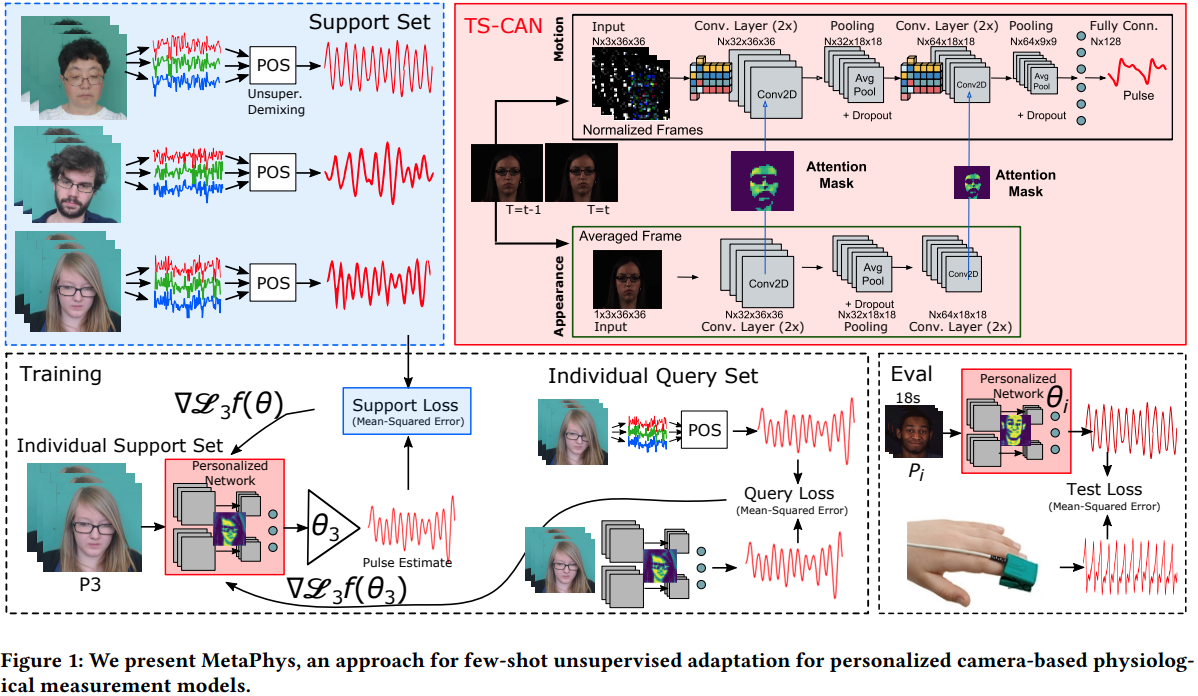 Support Set
POS
Unsuper.
Demixing
POS
POS
TS-CAN
Motion
Input
Nx3x36x36
Normalized Frames
Conv. Layer (2x)
Nx32x36x36
Conv2D
Pooling
Nx32x18x18
Avg
Pool
+ Dropout
Conv. Layer (2x)
Nx64x18x18
Conv2D
Pooling
Nx64x9x9
Avg
Pool
+ Dropout
Fully Conn.
Nx128
Pulse
T=t-1
T=t
Attention
Mask
Attention
Mask
Appearance
Averaged Frame
1x3x36x36
Input
Conv2D
Nx32x36x36
Conv. Layer (2x)
Avg
Pool
+ Dropout
Nx32x18x18
Pooling
Conv2D
Nx64x18x18
Conv. Layer (2x)
Training
∇ℒ₃f(θ)
Support Loss
(Mean-Squared Error)
Individual Support Set
P3
Personalized
Network
θ₃
Pulse Estimate
∇ℒ₃f(θ₃)
Individual Query Set
POS
Query Loss
(Mean-Squared Error)
Eval
18s
Pᵢ
Personalized
Network
θᵢ
Test Loss
(Mean-Squared Error)
Figure 1: We present MetaPhys, an approach for few-shot unsupervised adaptation for personalized camera-based physiolog-
ical measurement models.